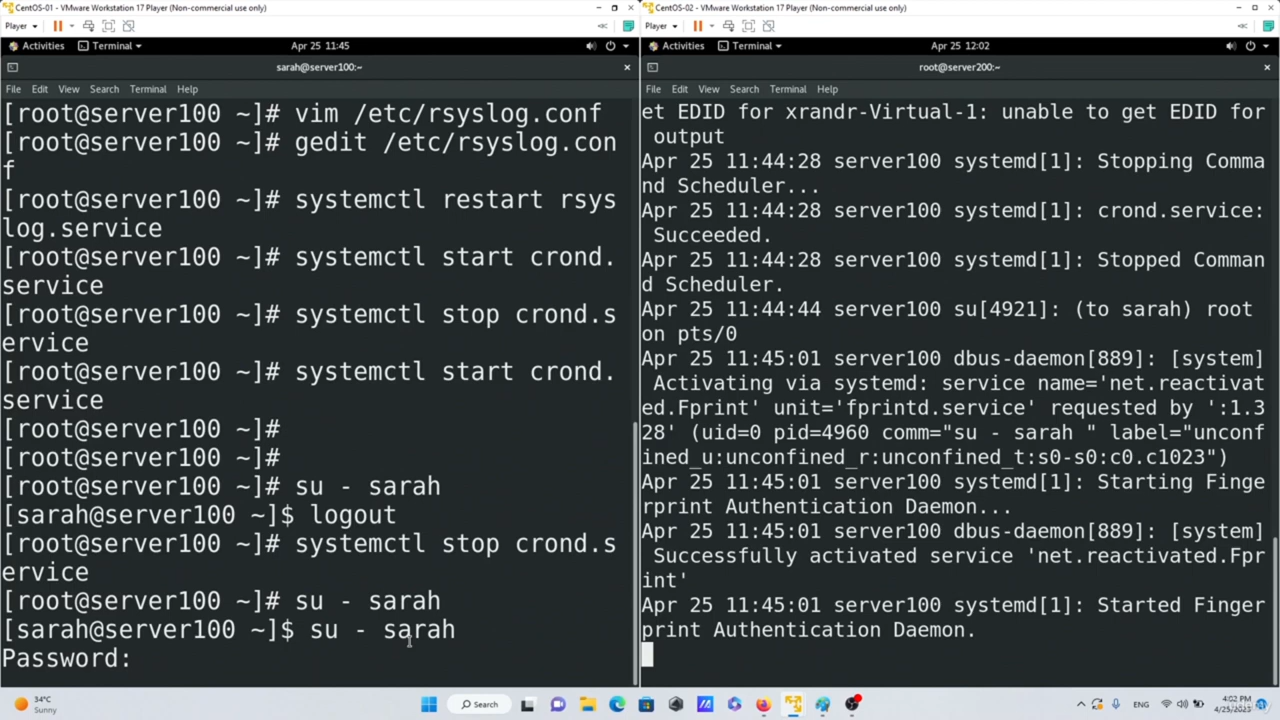 CentOS-01 - VMware Workstation 17 Player (Non-commercial use only)
Player
Activities Terminal Apr 25 11:45
sarah@server100:~
File Edit View Search Terminal Help
[root@server100 ~]# vim /etc/rsyslog.conf
[root@server100 ~]# gedit /etc/rsyslog.con
f
[root@server100 ~]# systemctl restart rsys
log.service
[root@server100 ~]# systemctl start crond.
service
[root@server100 ~]# systemctl stop crond.s
ervice
[root@server100 ~]# systemctl start crond.
service
[root@server100 ~]#
[root@server100 ~]#
[root@server100 ~]# su - sarah
[sarah@server100 ~]$ logout
[root@server100 ~]# systemctl stop crond.s
ervice
[root@server100 ~]# su - sarah
[sarah@server100 ~]$ su - sarah
Password:
CentOS-02 - VMware Workstation 17 Player (Non-commercial use only)
Player
Activities Terminal Apr 25 12:02
root@server200:~
File Edit View Search Terminal Help
et EDID for xrandr-Virtual-1: unable to get EDID for
output
Apr 25 11:44:28 server100 systemd[1]: Stopping Comma
nd Scheduler...
Apr 25 11:44:28 server100 systemd[1]: crond.service:
Succeeded.
Apr 25 11:44:28 server100 systemd[1]: Stopped Comman
d Scheduler.
Apr 25 11:44:44 server100 su[4921]: (to sarah) root
on pts/0
Apr 25 11:45:01 server100 dbus-daemon[889]: [system]
Activating via systemd: service name='net.reactivat
ed.Fprint' unit='fprintd.service' requested by ':1.3
28' (uid=0 pid=4960 comm="su - sarah " label="unconf
ined_u:unconfined_r:unconfined_t:s0-s0:c0.c1023")
Apr 25 11:45:01 server100 systemd[1]: Starting Finge
rprint Authentication Daemon...
Apr 25 11:45:01 server100 dbus-daemon[889]: [system]
Successfully activated service 'net.reactivated.Fpr
int'
Apr 25 11:45:01 server100 systemd[1]: Started Finger
print Authentication Daemon.
34°C
Sunny
Search
ENG
4:02 PM
4/25/2023